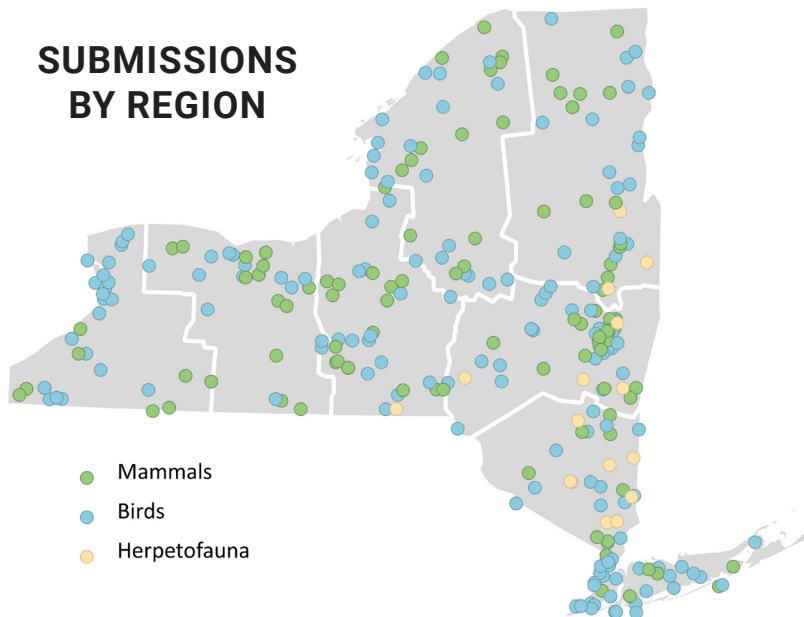 SUBMISSIONS
BY REGION
Mammals
Birds
Herpetofauna